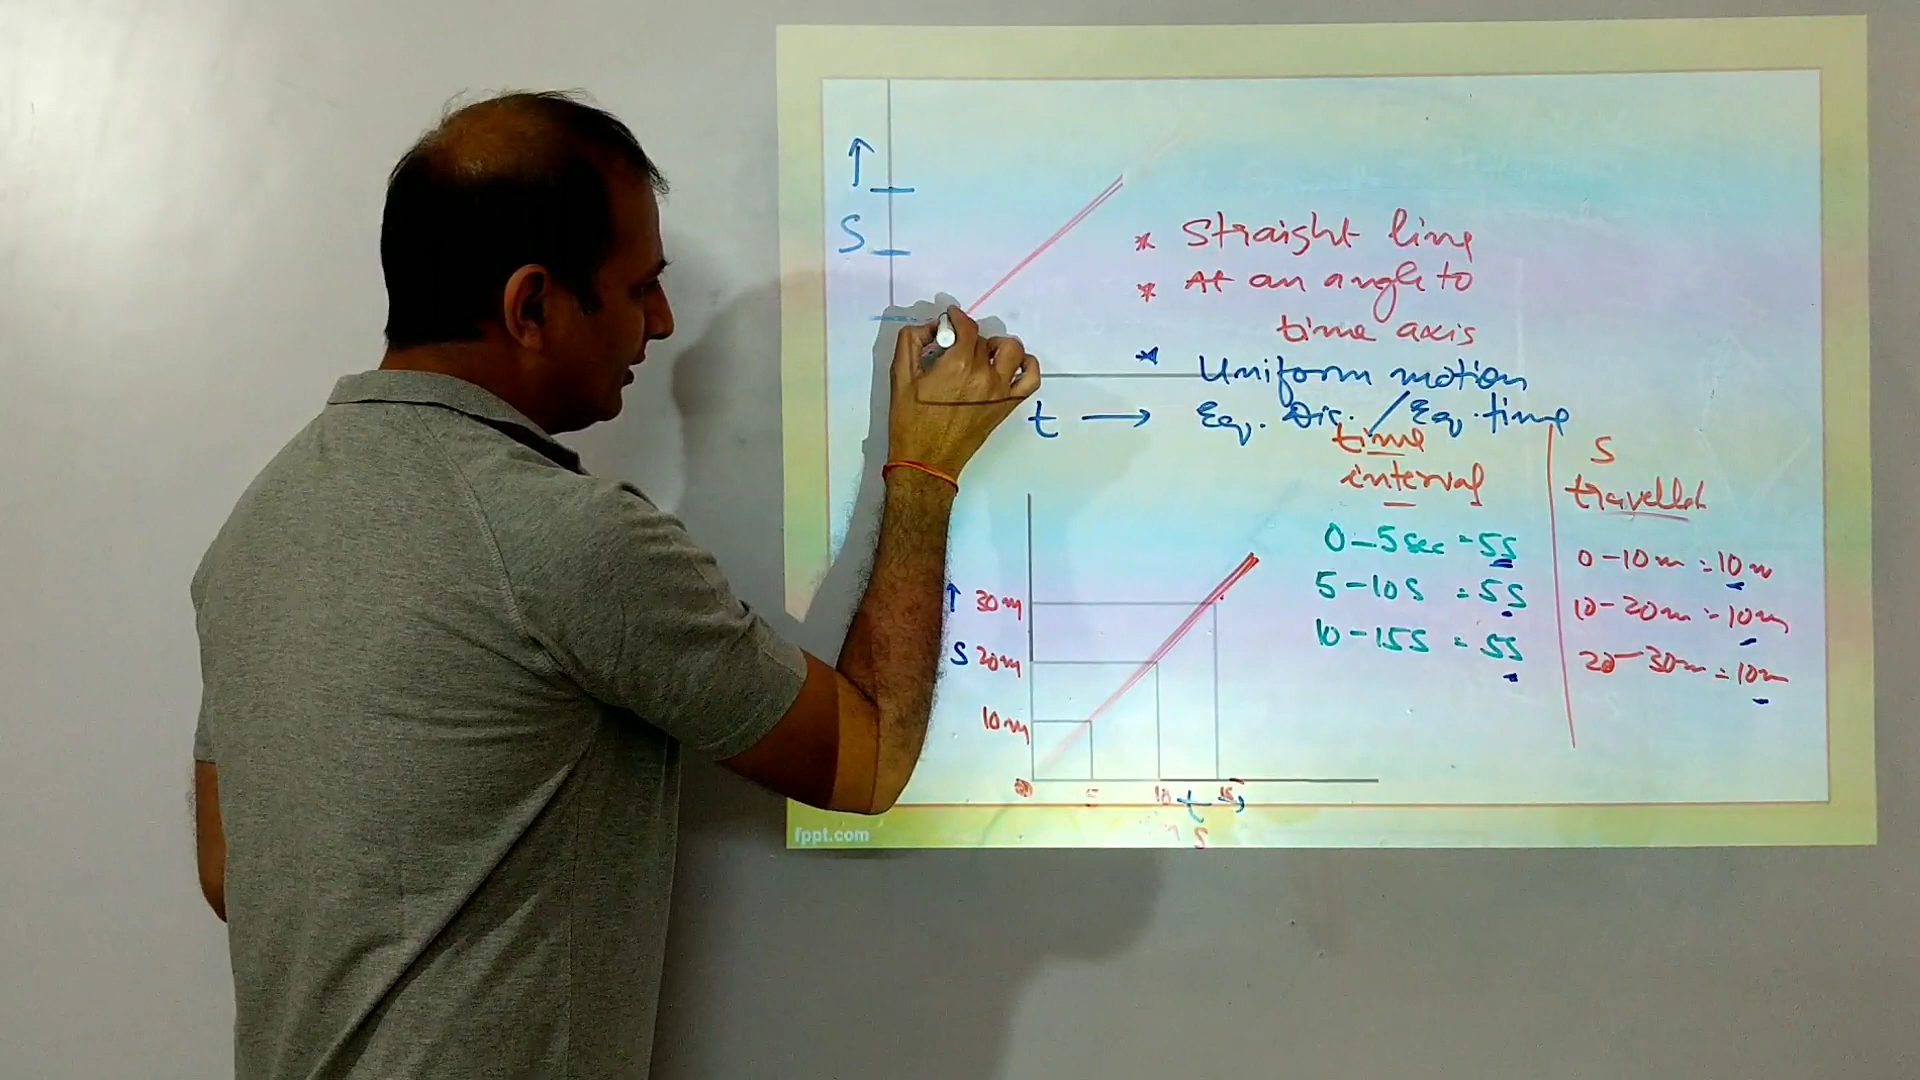 ↑
S
* Straight line
* At an angle to
time axis
* Uniform motion
t → Eq. Dis. / Eq. time
time
interval
S
travelled
0-5 sec = 5S
0-10m = 10m
5-10S = 5S
10-20m = 10m
10-15S = 5S
20-30m = 10m
↑ 30m
S 20m
10m
0 5 10 t → 15
S
fppt.com